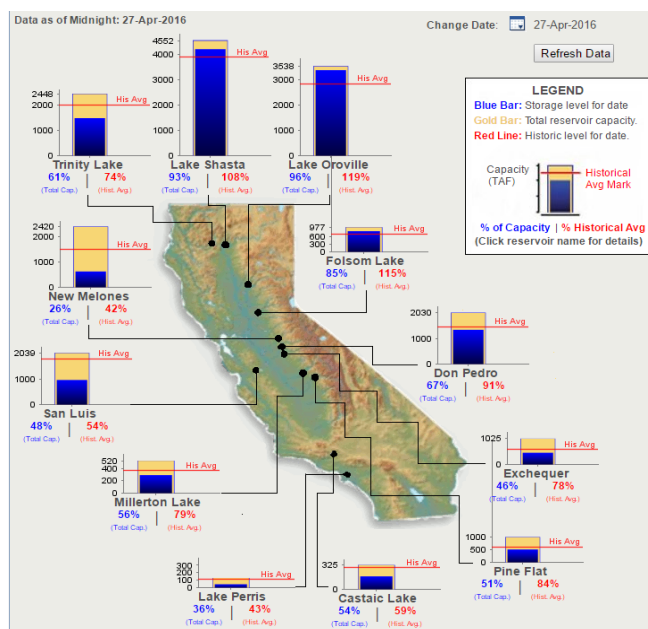 Data as of Midnight: 27-Apr-2016
Change Date: 27-Apr-2016
Refresh Data
LEGEND
Blue Bar: Storage level for date
Gold Bar: Total reservoir capacity.
Red Line: Historic level for date.
Capacity
(TAF)
Historical
Avg Mark
% of Capacity | % Historical Avg
(Click reservoir name for details)
2448
2000
1000
0
His Avg
Trinity Lake
61% | 74%
(Total Cap.) (Hist. Avg.)
4552
4000
3000
2000
1000
0
His Avg
Lake Shasta
93% | 108%
(Total Cap.) (Hist. Avg.)
3538
3000
2000
1000
0
His Avg
Lake Oroville
96% | 119%
(Total Cap.) (Hist. Avg.)
977
600
300
0
His Avg
Folsom Lake
85% | 115%
(Total Cap.) (Hist. Avg.)
2420
2000
1000
0
His Avg
New Melones
26% | 42%
(Total Cap.) (Hist. Avg.)
2030
1000
0
His Avg
Don Pedro
67% | 91%
(Total Cap.) (Hist. Avg.)
2039
1000
0
His Avg
San Luis
48% | 54%
(Total Cap.) (Hist. Avg.)
1025
500
0
His Avg
Exchequer
46% | 78%
(Total Cap.) (Hist. Avg.)
520
400
200
0
His Avg
Millerton Lake
56% | 79%
(Total Cap.) (Hist. Avg.)
1000
500
0
His Avg
Pine Flat
51% | 84%
(Total Cap.) (Hist. Avg.)
300
200
100
0
His Avg
Lake Perris
36% | 43%
(Total Cap.) (Hist. Avg.)
325
0
His Avg
Castaic Lake
54% | 59%
(Total Cap.) (Hist. Avg.)